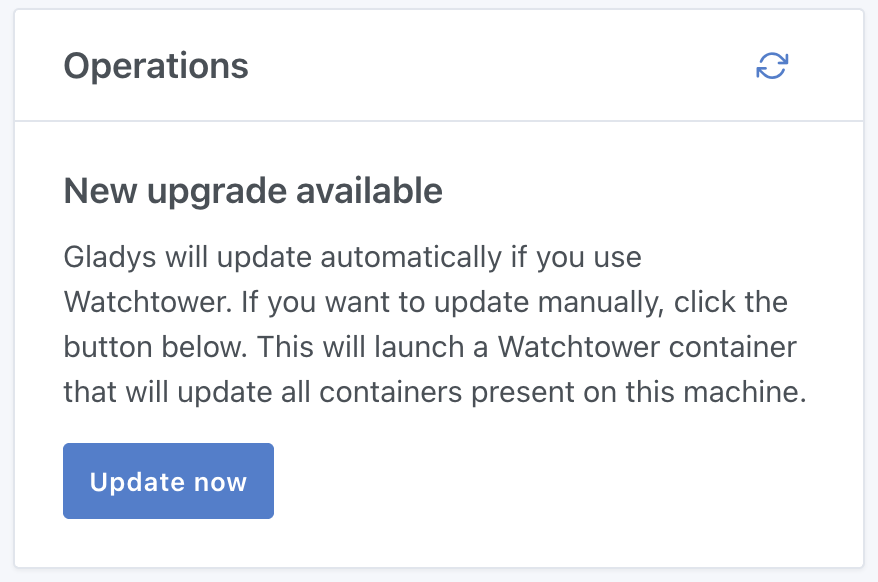 Operations
New upgrade available
Gladys will update automatically if you use
Watchtower. If you want to update manually, click the
button below. This will launch a Watchtower container
that will update all containers present on this machine.
Update now